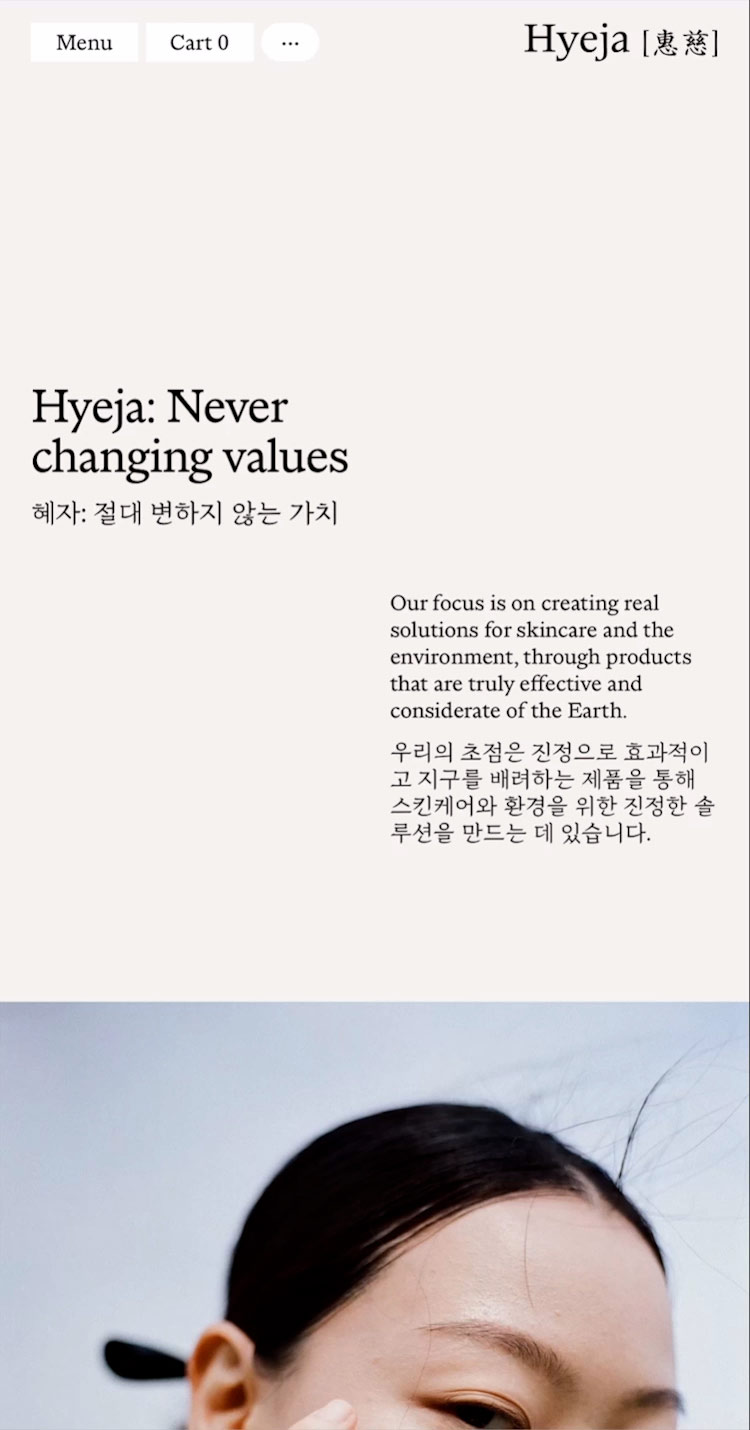 Menu Cart 0 ... Hyeja [惠慈]
Hyeja: Never
changing values
혜자: 절대 변하지 않는 가치
Our focus is on creating real
solutions for skincare and the
environment, through products
that are truly effective and
considerate of the Earth.
우리의 초점은 진정으로 효과적이
고 지구를 배려하는 제품을 통해
스킨케어와 환경을 위한 진정한 솔
루션을 만드는 데 있습니다.